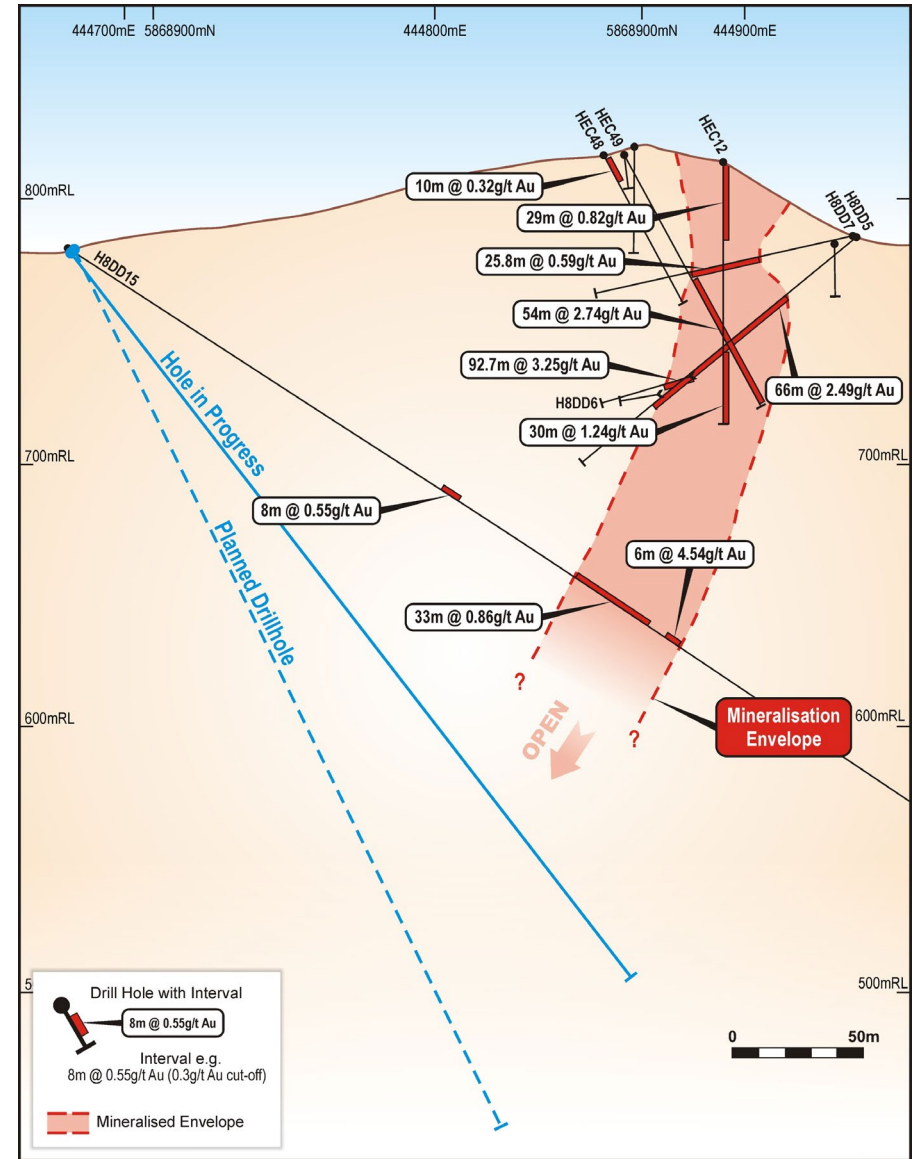 444700mE 5868900mN 444800mE 5868900mN 444900mE
HEC48
HEC49
HEC12
H8DD7
H8DD5
10m @ 0.32g/t Au
800mRL
29m @ 0.82g/t Au
H8DD15
25.8m @ 0.59g/t Au
54m @ 2.74g/t Au
92.7m @ 3.25g/t Au
66m @ 2.49g/t Au
H8DD6
30m @ 1.24g/t Au
Hole in Progress
700mRL
700mRL
8m @ 0.55g/t Au
Planned Drillhole
6m @ 4.54g/t Au
33m @ 0.86g/t Au
?
?
OPEN
Mineralisation
Envelope
600mRL
600mRL
5
500mRL
Drill Hole with Interval
8m @ 0.55g/t Au
Interval e.g.
8m @ 0.55g/t Au (0.3g/t Au cut-off)
Mineralised Envelope
0 50m